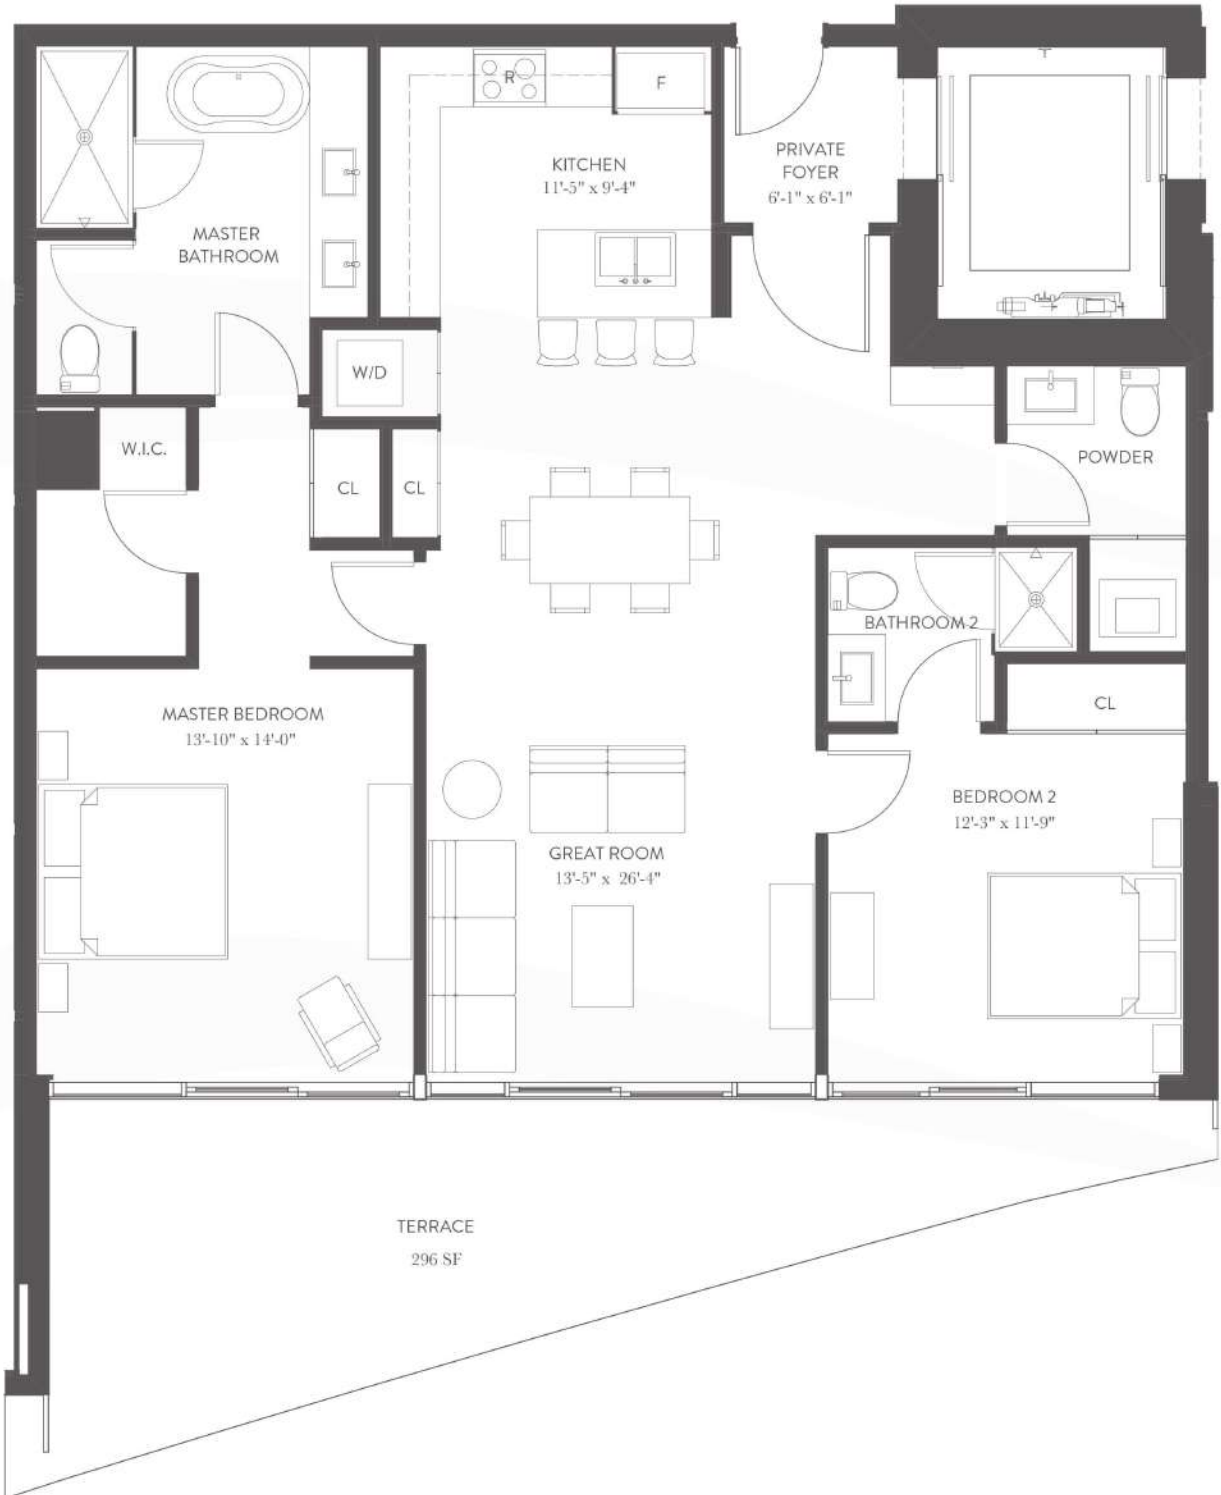 R
F
KITCHEN
11'-5" x 9'-4"
PRIVATE
FOYER
6'-1" x 6'-1"
MASTER
BATHROOM
W/D
W.I.C.
CL
CL
POWDER
BATHROOM 2
CL
MASTER BEDROOM
13'-10" x 14'-0"
BEDROOM 2
12'-3" x 11'-9"
GREAT ROOM
13'-5" x 26'-4"
TERRACE
296 SF